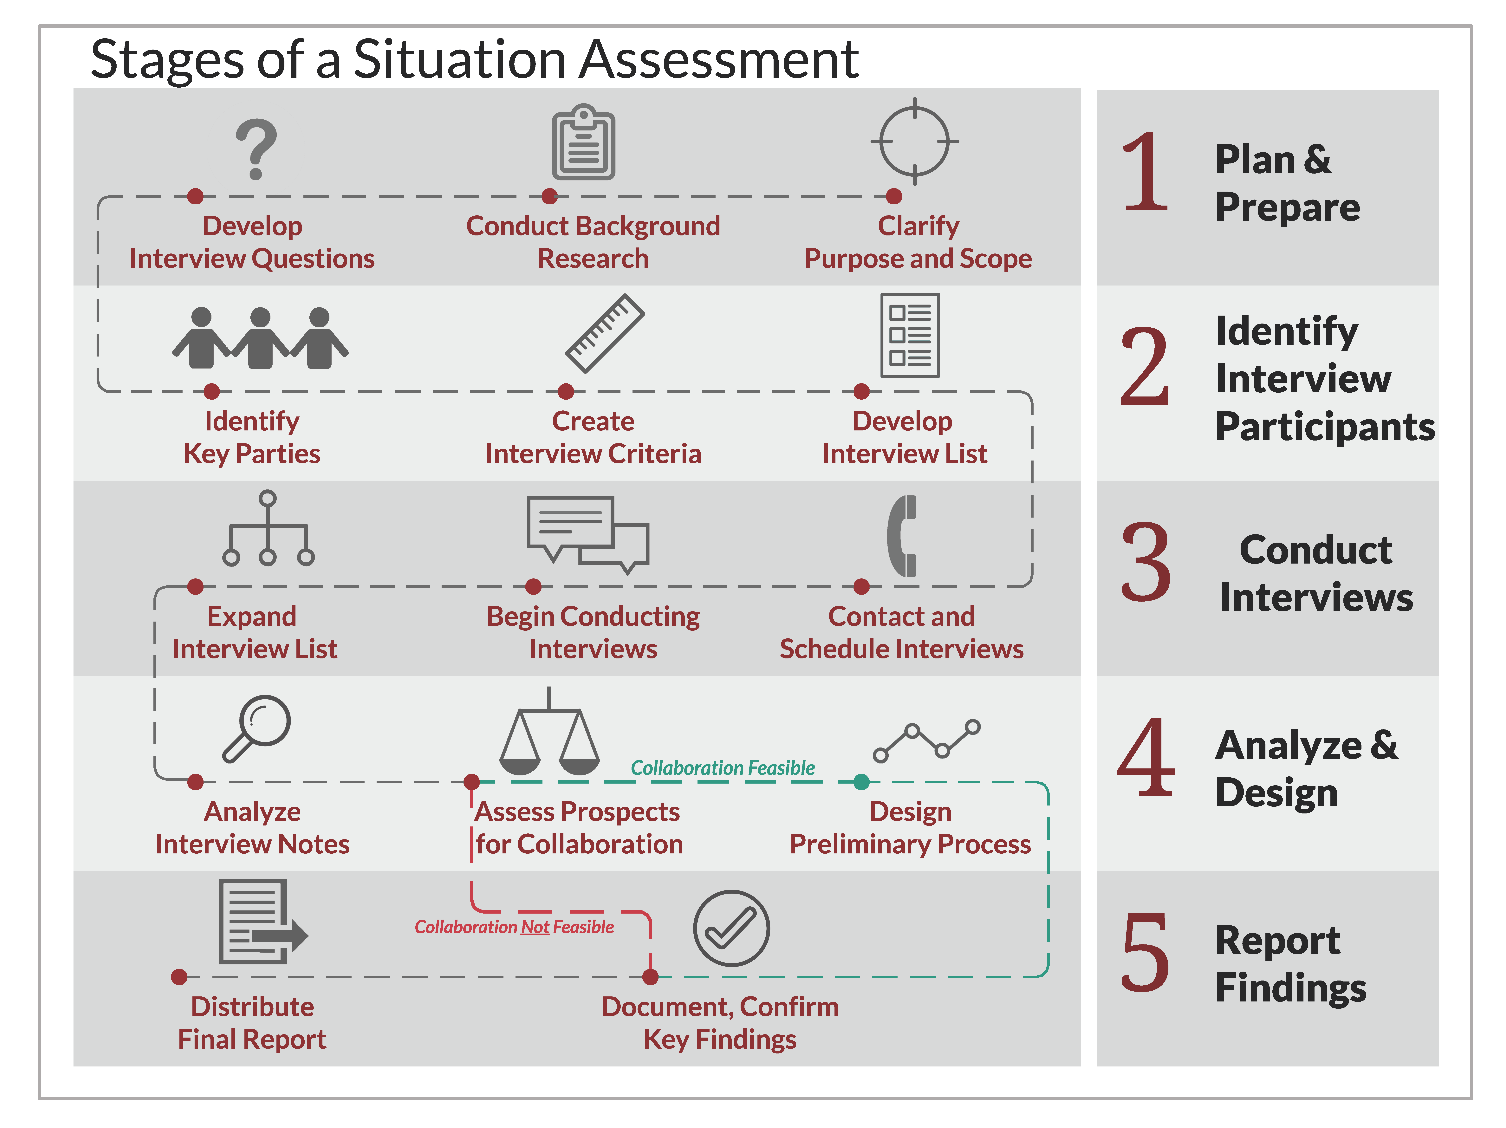 Stages of a Situation Assessment
Develop
Interview Questions
Conduct Background
Research
Clarify
Purpose and Scope
1
Plan &
Prepare
Identify
Key Parties
Create
Interview Criteria
Develop
Interview List
2
Identify
Interview
Participants
Expand
Interview List
Begin Conducting
Interviews
Contact and
Schedule Interviews
3
Conduct
Interviews
Collaboration Feasible
Analyze
Interview Notes
Assess Prospects
for Collaboration
Design
Preliminary Process
4
Analyze &
Design
Collaboration Not Feasible
Distribute
Final Report
Document, Confirm
Key Findings
5
Report
Findings